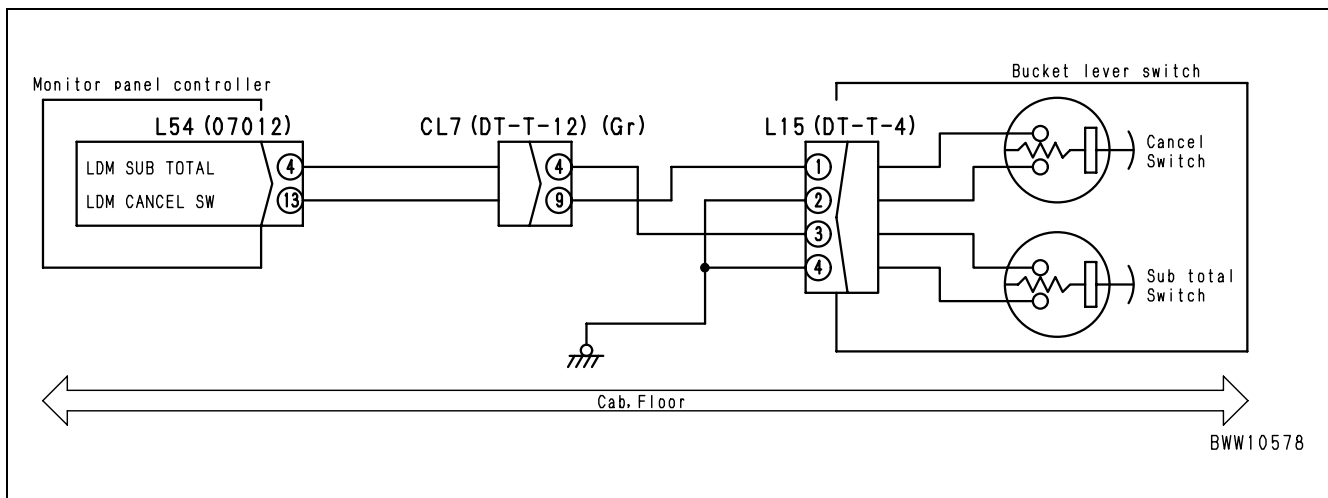 Monitor panel controller
Bucket lever switch
L54 (07012)
CL7 (DT-T-12) (Gr)
L15 (DT-T-4)
LDM SUB TOTAL
4
4
1
Cancel
Switch
LDM CANCEL SW
13
9
2
3
4
Sub total
Switch
Cab, Floor
BWW10578